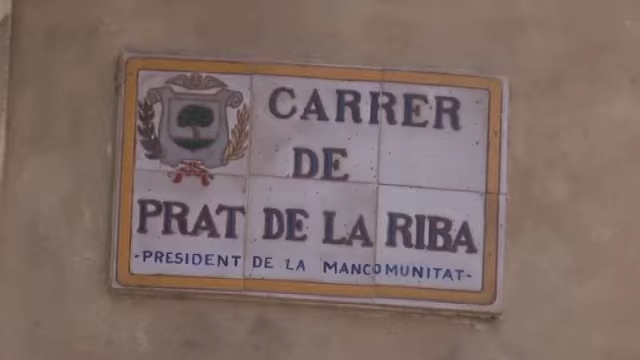 CARRER
DE
PRAT DE LA RIBA
-PRESIDENT DE LA MANCOMUNITAT-